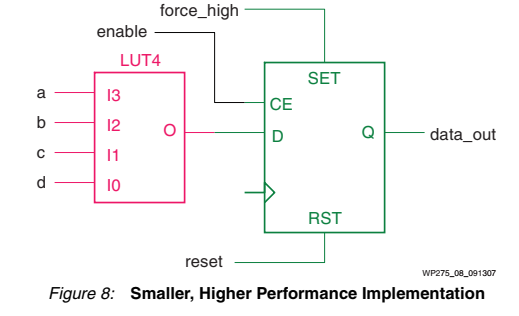 force_high
enable
LUT4
SET
a I3 CE
b I2 O D Q data_out
c I1
d I0
RST
reset
WP275_08_091307
Figure 8: Smaller, Higher Performance Implementation